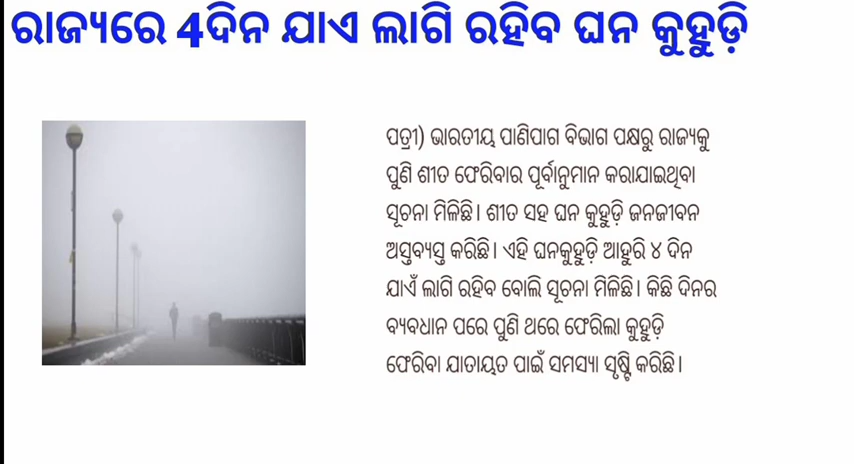 ରାଜ୍ୟରେ 4ଦିନ ଯାଏ ଲାଗି ରହିବ ଘନ କୁହୁଡ଼ି
ପତ୍ରୀ) ଭାରତୀୟ ପାଣିପାଗ ବିଭାଗ ପକ୍ଷରୁ ରାଜ୍ୟକୁ
ପୁଣି ଶୀତ ଫେରିବାର ପୂର୍ବାନୁମାନ କରାଯାଇଥିବା
ସୂଚନା ମିଳିଛି। ଶୀତ ସହ ଘନ କୁହୁଡ଼ି ଜନଜୀବନ
ଅସ୍ତବ୍ୟସ୍ତ କରିଛି। ଏହି ଘନକୁହୁଡ଼ି ଆହୁରି ୪ ଦିନ
ଯାଏଁ ଲାଗି ରହିବ ବୋଲି ସୂଚନା ମିଳିଛି। କିଛି ଦିନର
ବ୍ୟବଧାନ ପରେ ପୁଣି ଥରେ ଫେରିଲା କୁହୁଡ଼ି
ଫେରିବା ଯାତାୟତ ପାଇଁ ସମସ୍ୟା ସୃଷ୍ଟି କରିଛି।